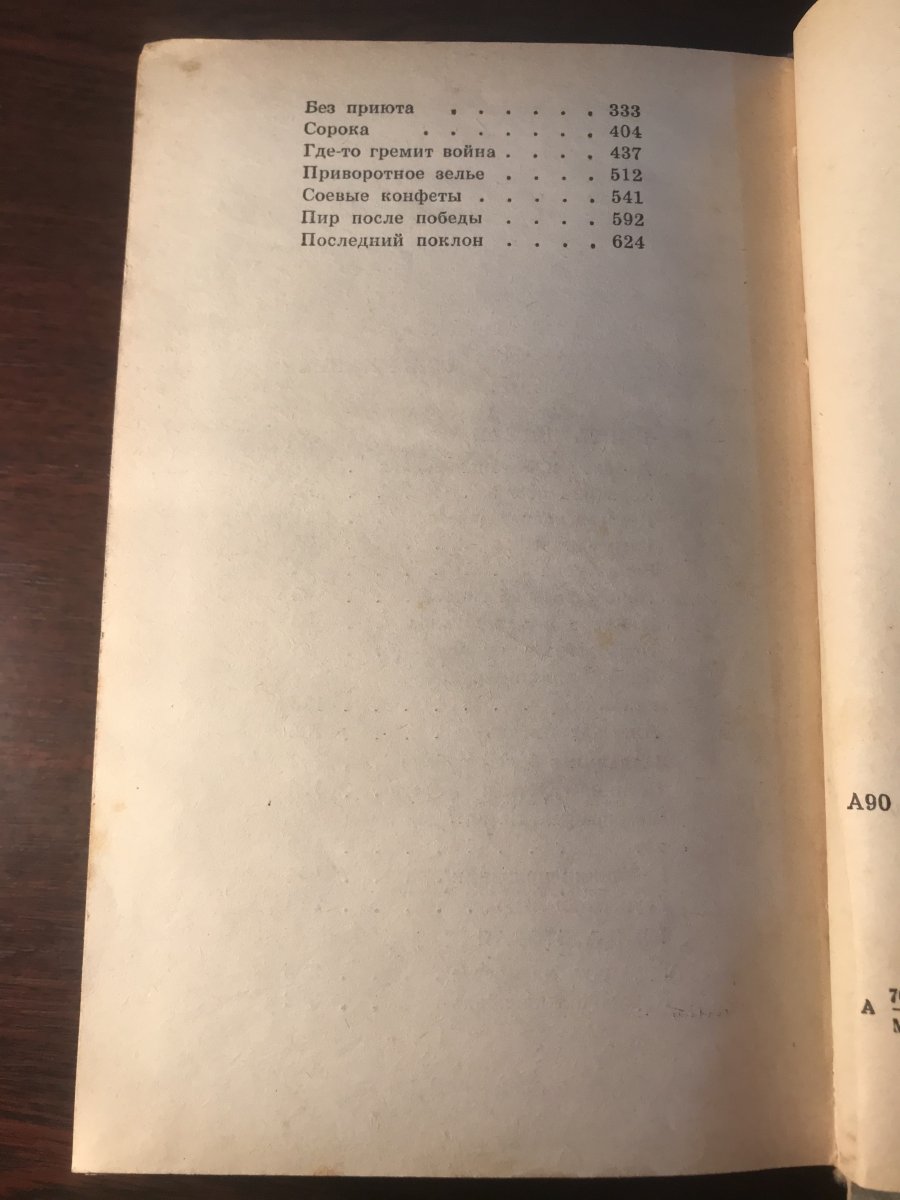 Без приюта . . . . . . 333
Сорока . . . . . . . 404
Где-то гремит война . . . . 437
Приворотное зелье . . . . 512
Соевые конфеты . . . . . 541
Пир после победы . . . . 592
Последний поклон . . . . 624
А90
А